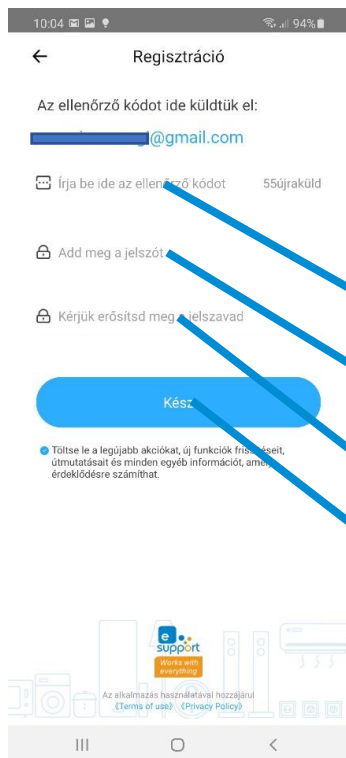 10:04 94%
Regisztráció
Az ellenőrző kódot ide küldtük el:
@gmail.com
Írja be ide az ellenőrző kódot 55újraküld
Add meg a jelszót
Kérjük erősítsd meg a jelszavad
Kész
Töltse le a legújabb akciókat, új funkciók frissítéseit,
útmutatásait és minden egyéb információt,
érdeklődésre számíthat.
e
support
Works with
everything
Az alkalmazás használatával hozzájárul
《Terms of use》 《Privacy Policy》